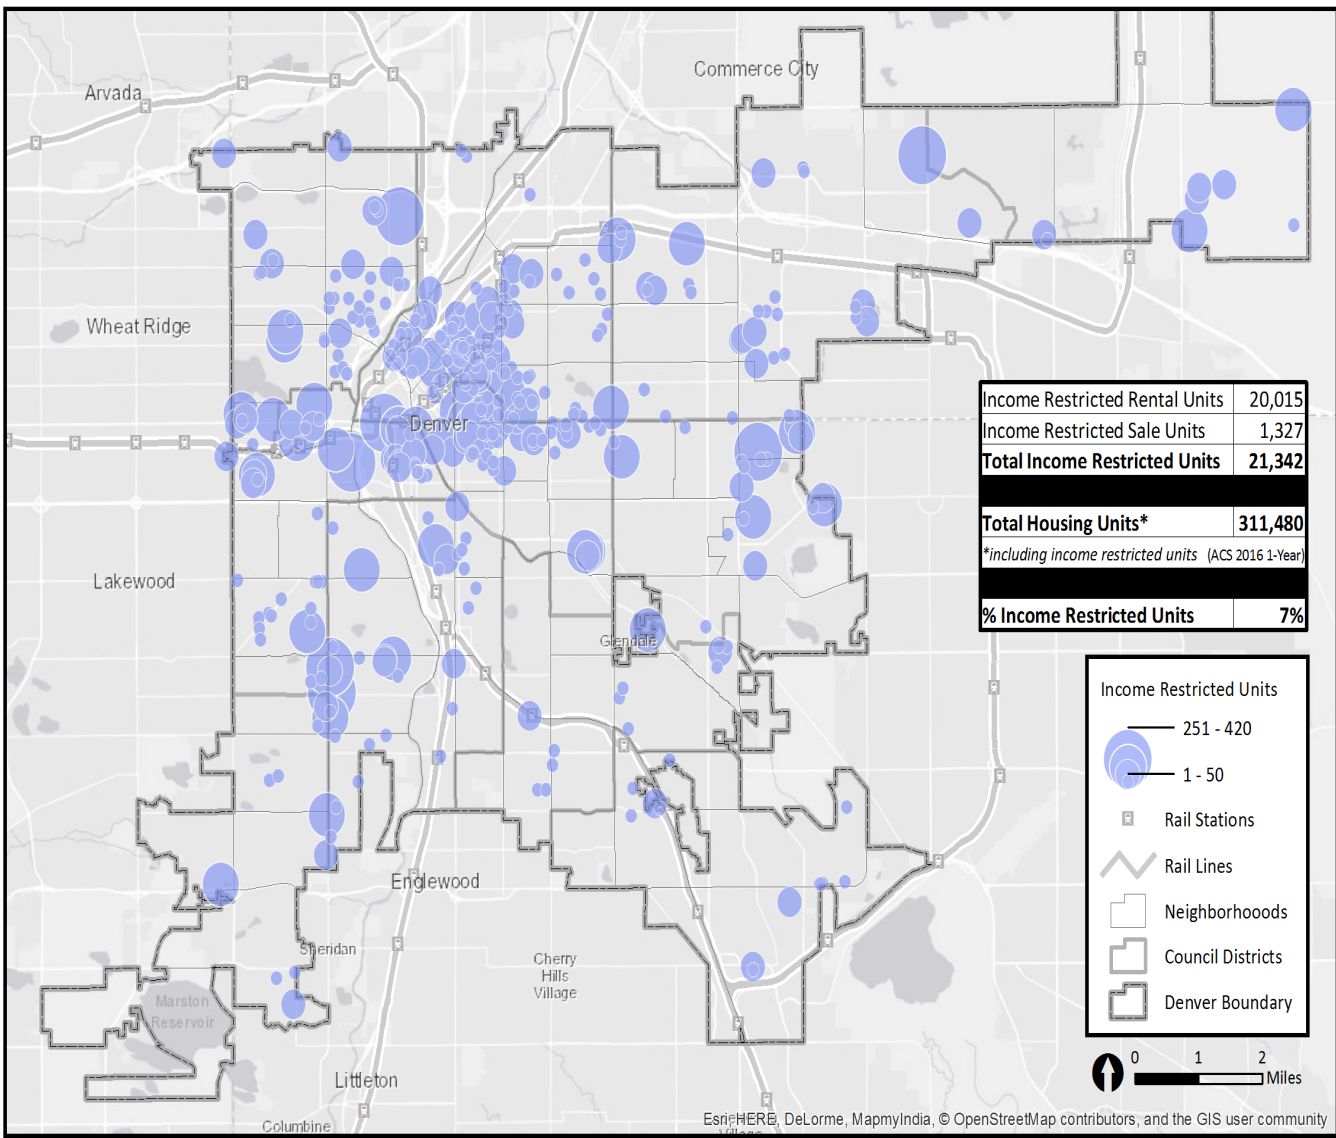 Commerce City
Arvada
Wheat Ridge
Denver
Lakewood
Glendale
Englewood
Sheridan
Cherry
Hills
Village
Marston
Reservoir
Littleton
Columbine
Income Restricted Rental Units 20,015
Income Restricted Sale Units 1,327
Total Income Restricted Units 21,342
Total Housing Units* 311,480
*including income restricted units (ACS 2016 1-Year)
% Income Restricted Units 7%
Income Restricted Units
251 - 420
1 - 50
Rail Stations
Rail Lines
Neighborhooods
Council Districts
Denver Boundary
0 1 2
Miles
Esri, HERE, DeLorme, MapmyIndia, © OpenStreetMap contributors, and the GIS user community
Village